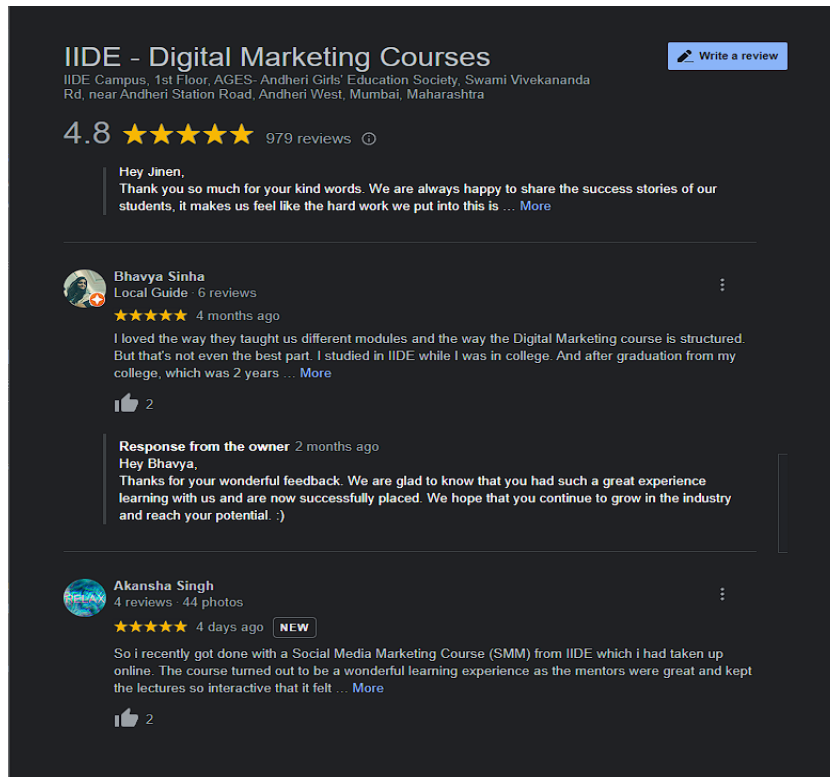 IIDE - Digital Marketing Courses
Write a review
IIDE Campus, 1st Floor, AGES- Andheri Girls' Education Society, Swami Vivekananda
Rd, near Andheri Station Road, Andheri West, Mumbai, Maharashtra
4.8 979 reviews
Hey Jinen,
Thank you so much for your kind words. We are always happy to share the success stories of our
students, it makes us feel like the hard work we put into this is ... More
Bhavya Sinha
Local Guide · 6 reviews
4 months ago
I loved the way they taught us different modules and the way the Digital Marketing course is structured.
But that's not even the best part. I studied in IIDE while I was in college. And after graduation from my
college, which was 2 years ... More
2
Response from the owner 2 months ago
Hey Bhavya,
Thanks for your wonderful feedback. We are glad to know that you had such a great experience
learning with us and are now successfully placed. We hope that you continue to grow in the industry
and reach your potential. :)
RELAX
Akansha Singh
4 reviews · 44 photos
4 days ago NEW
So i recently got done with a Social Media Marketing Course (SMM) from IIDE which i had taken up
online. The course turned out to be a wonderful learning experience as the mentors were great and kept
the lectures so interactive that it felt ... More
2